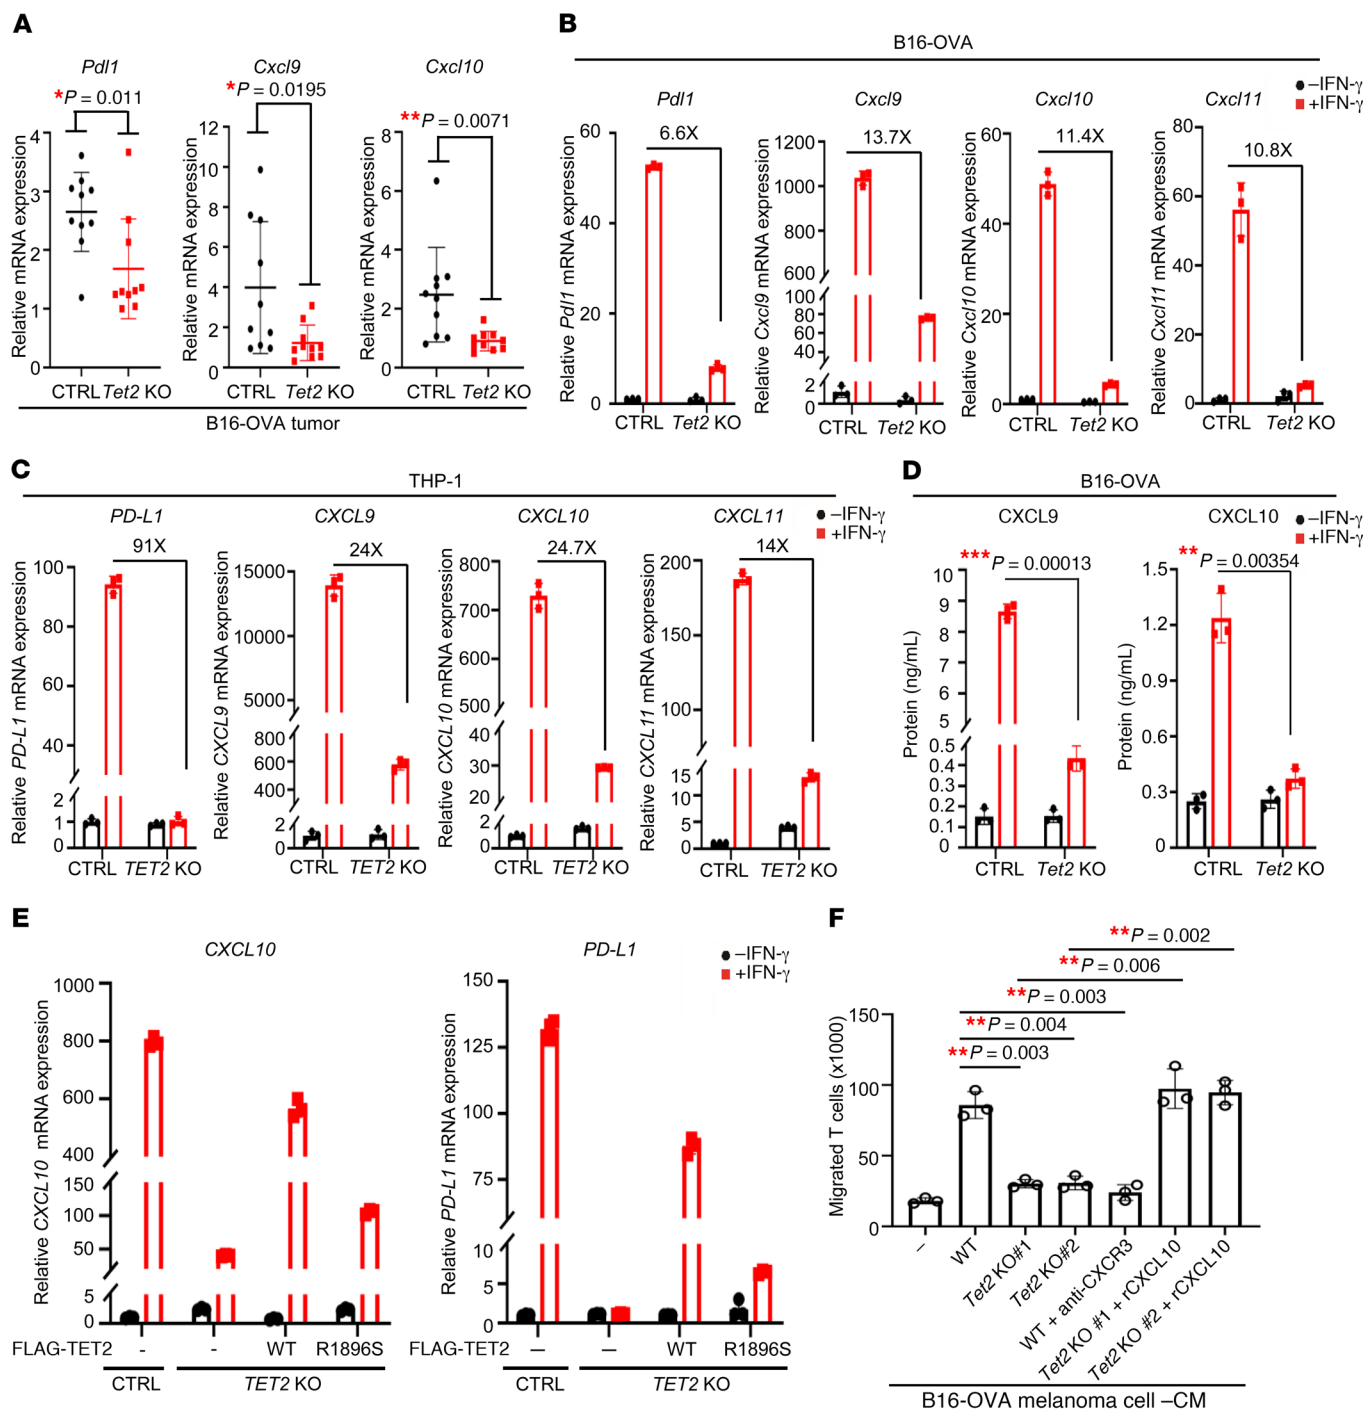 A
Pdl1
*P = 0.011
Relative mRNA expression
4
3
2
1
0
CTRL Tet2 KO
Cxcl9
*P = 0.0195
Relative mRNA expression
12
10
8
6
4
2
0
CTRL Tet2 KO
Cxcl10
**P = 0.0071
Relative mRNA expression
8
6
4
2
0
CTRL Tet2 KO
B16-OVA tumor
B
B16-OVA
–IFN-γ
+IFN-γ
Pdl1
6.6X
Relative Pdl1 mRNA expression
60
40
20
0
CTRL Tet2 KO
Cxcl9
13.7X
Relative Cxcl9 mRNA expression
1200
1000
800
600
100
80
60
40
2
0
CTRL Tet2 KO
Cxcl10
11.4X
Relative Cxcl10 mRNA expression
60
40
20
0
CTRL Tet2 KO
Cxcl11
10.8X
Relative Cxcl11 mRNA expression
80
60
40
20
0
CTRL Tet2 KO
C
THP-1
–IFN-γ
+IFN-γ
PD-L1
91X
Relative PD-L1 mRNA expression
100
80
60
40
2
1
0
CTRL TET2 KO
CXCL9
24X
Relative CXCL9 mRNA expression
15000
10000
5000
800
600
400
2
0
CTRL TET2 KO
CXCL10
24.7X
Relative CXCL10 mRNA expression
800
700
600
500
40
30
20
2
0
CTRL TET2 KO
CXCL11
14X
Relative CXCL11 mRNA expression
200
150
100
15
10
5
0
CTRL TET2 KO
D
B16-OVA
–IFN-γ
+IFN-γ
CXCL9
***P = 0.00013
Protein (ng/mL)
10
9
8
7
6
5
0.5
0.4
0.3
0.2
0.1
0
CTRL Tet2 KO
CXCL10
**P = 0.00354
Protein (ng/mL)
1.5
1.2
0.9
0.6
0.3
0
CTRL Tet2 KO
E
–IFN-γ
+IFN-γ
CXCL10
Relative CXCL10 mRNA expression
1000
800
600
400
150
100
50
5
0
FLAG-TET2 - - WT R1896S
CTRL TET2 KO
PD-L1
Relative PD-L1 mRNA expression
150
125
100
75
10
5
0
FLAG-TET2 – – WT R1896S
CTRL TET2 KO
F
**P = 0.002
**P = 0.006
**P = 0.003
**P = 0.004
**P = 0.003
Migrated T cells (x1000)
150
100
50
0
–
WT
Tet2 KO#1
Tet2 KO#2
WT + anti-CXCR3
Tet2 KO #1 + rCXCL10
Tet2 KO #2 + rCXCL10
B16-OVA melanoma cell –CM